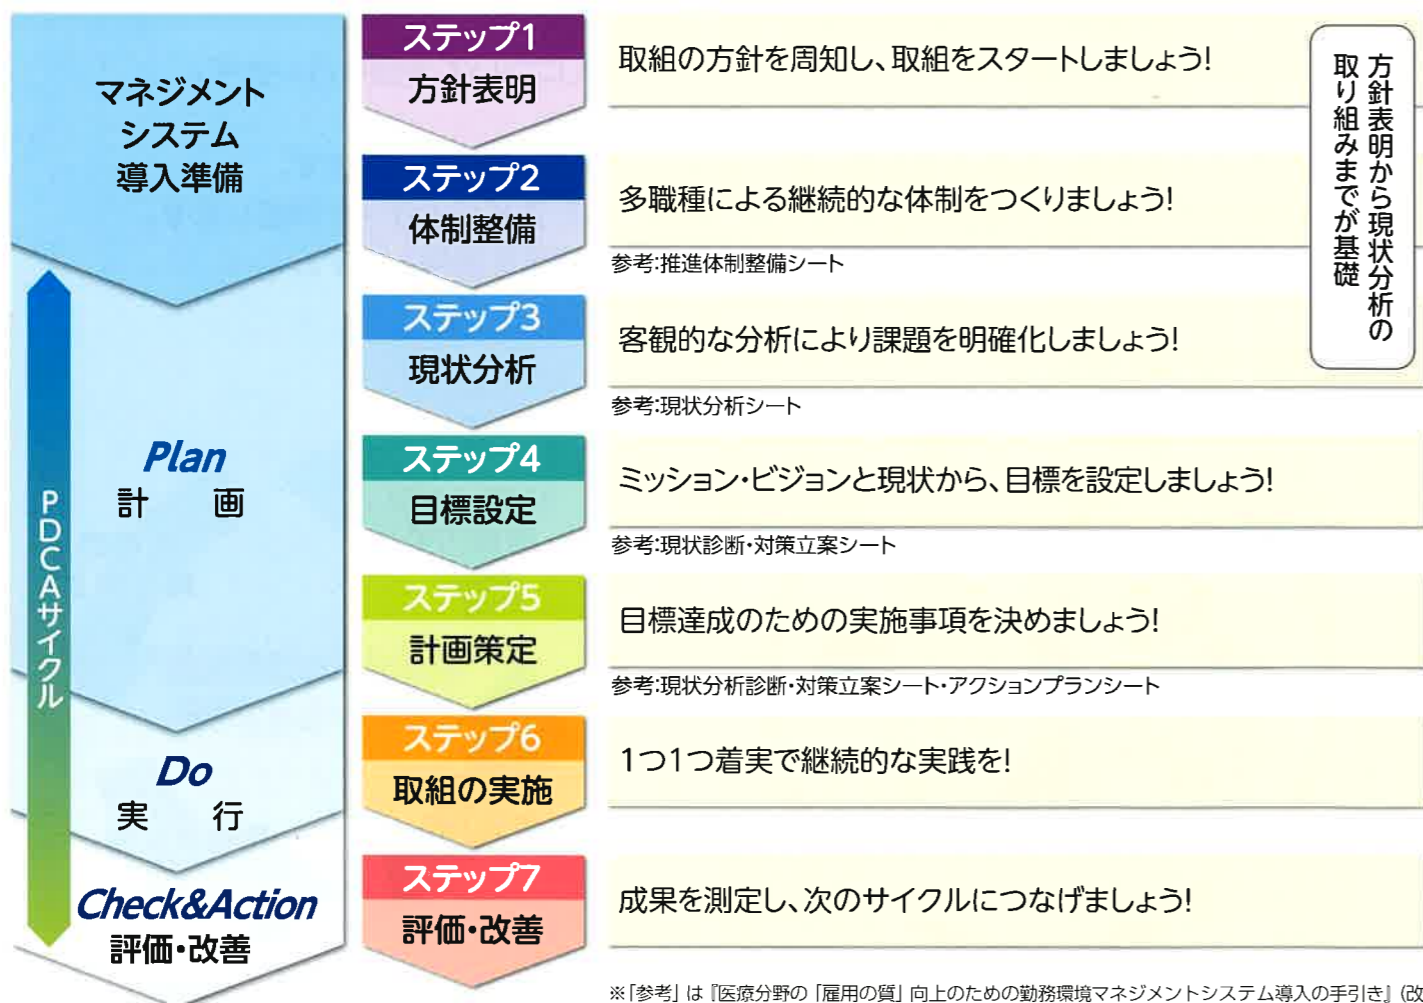 マネジメント
システム
導入準備
PDCAサイクル
Plan
計 画
Do
実 行
Check&Action
評価・改善
ステップ1
方針表明
取組の方針を周知し、取組をスタートしましょう!
ステップ2
体制整備
多職種による継続的な体制をつくりましょう!
参考:推進体制整備シート
ステップ3
現状分析
客観的な分析により課題を明確化しましょう!
参考:現状分析シート
方針表明から現状分析の
取り組みまでが基礎
ステップ4
目標設定
ミッション・ビジョンと現状から、目標を設定しましょう!
参考:現状診断・対策立案シート
ステップ5
計画策定
目標達成のための実施事項を決めましょう!
参考:現状分析診断・対策立案シート・アクションプランシート
ステップ6
取組の実施
1つ1つ着実で継続的な実践を!
ステップ7
評価・改善
成果を測定し、次のサイクルにつなげましょう!
※「参考」は『医療分野の「雇用の質」向上のための勤務環境マネジメントシステム導入の手引き』(改